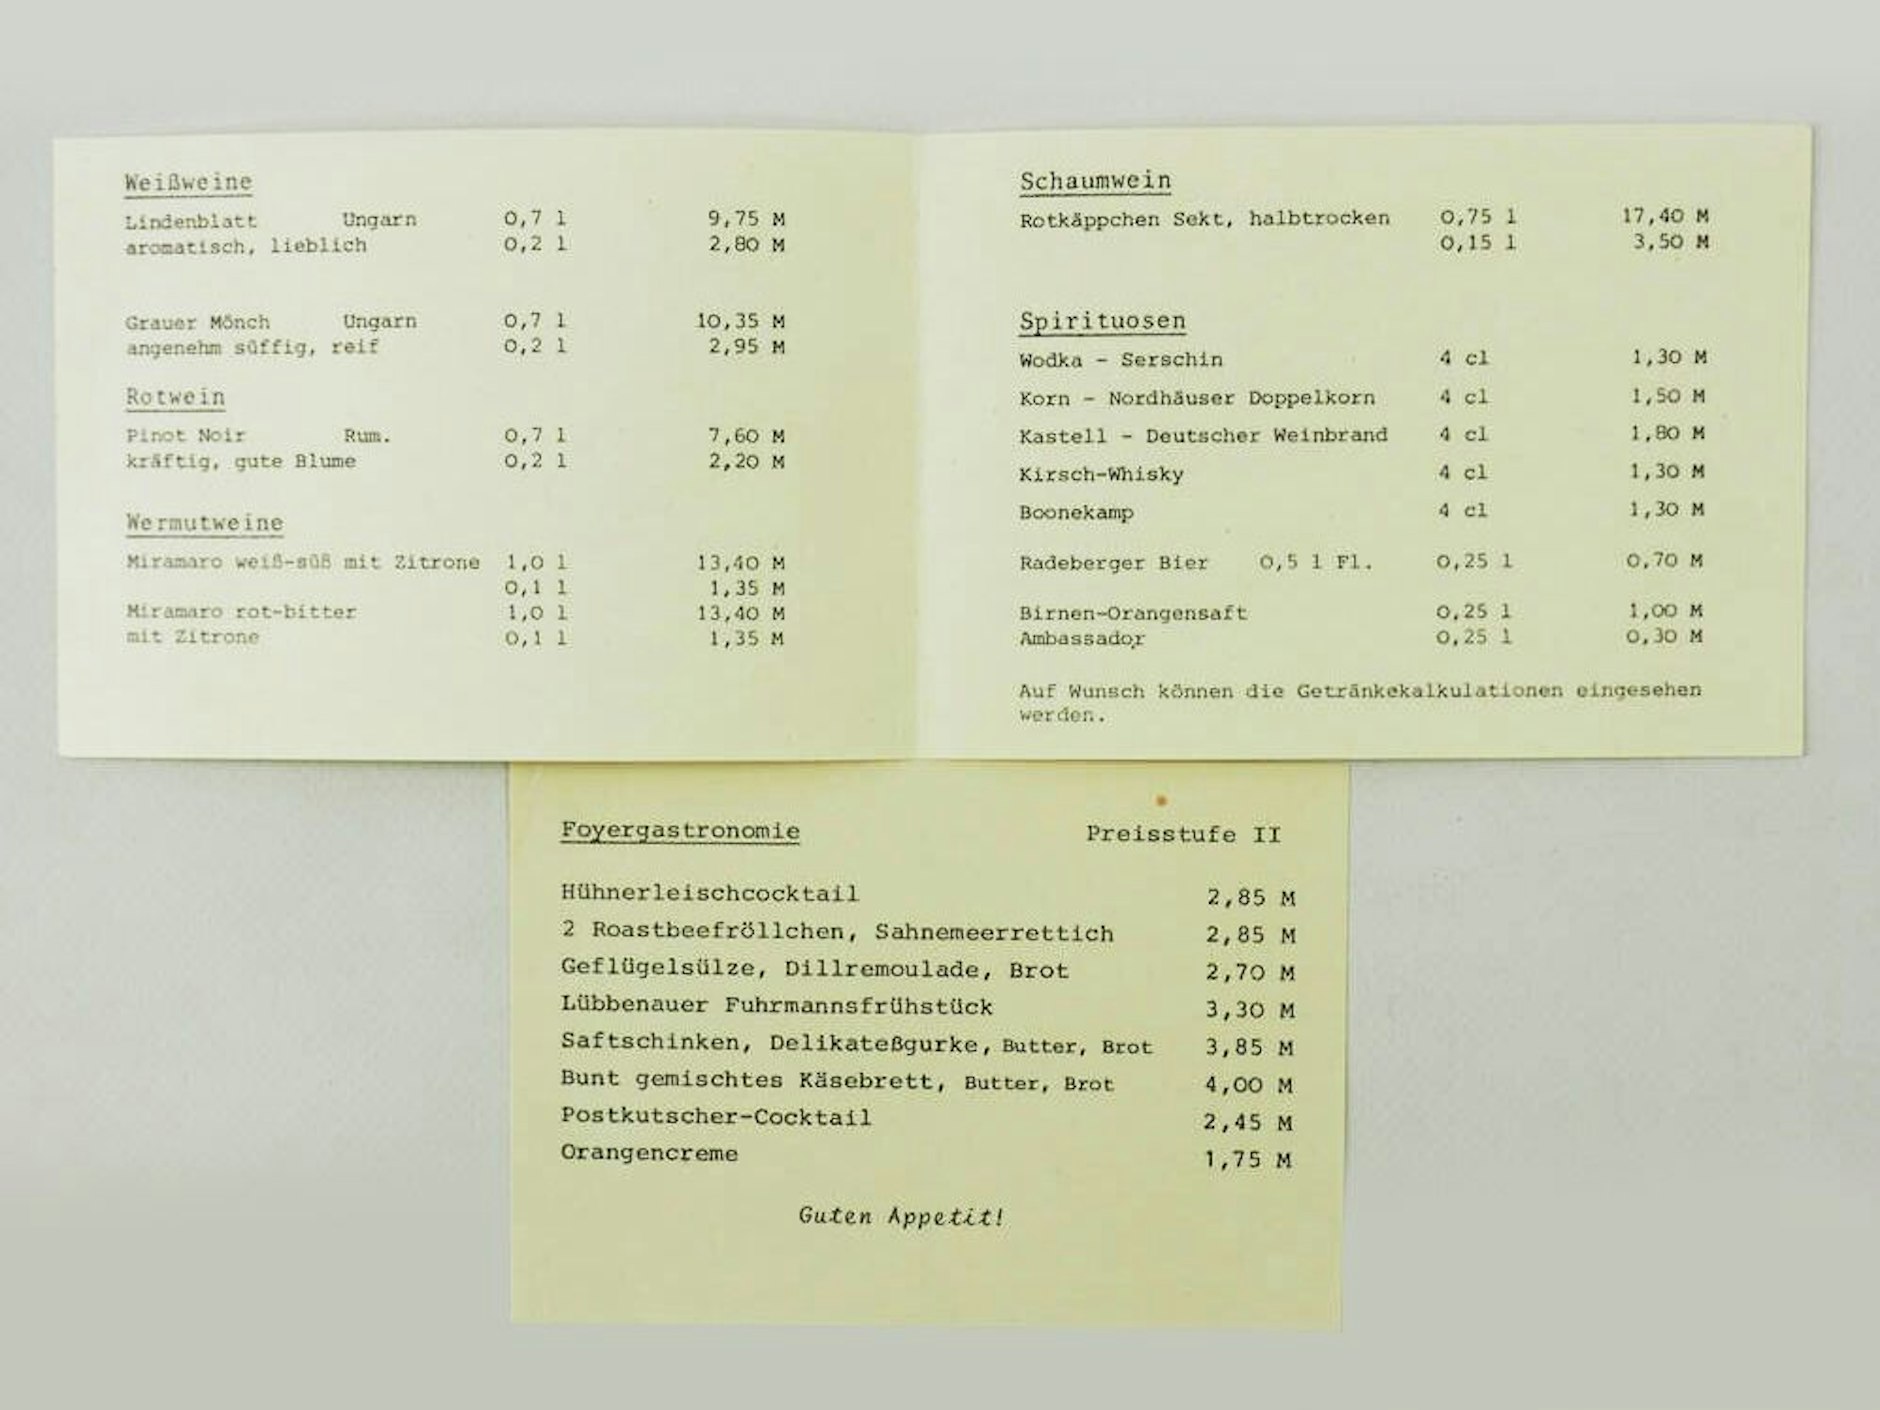 Weißweine
Lindenblatt Ungarn 0,7 l 9,75 M
aromatisch, lieblich 0,2 l 2,80 M
Grauer Mönch Ungarn 0,7 l 10,35 M
angenehm süffig, reif 0,2 l 2,95 M
Rotwein
Pinot Noir Rum. 0,7 l 7,60 M
kräftig, gute Blume 0,2 l 2,20 M
Wermutweine
Miramaro weiß-süß mit Zitrone 1,0 l 13,40 M
0,1 l 1,35 M
Miramaro rot-bitter 1,0 l 13,40 M
mit Zitrone 0,1 l 1,35 M
Schaumwein
Rotkäppchen Sekt, halbtrocken 0,75 l 17,40 M
0,15 l 3,50 M
Spirituosen
Wodka - Serschin 4 cl 1,30 M
Korn - Nordhäuser Doppelkorn 4 cl 1,50 M
Kastell - Deutscher Weinbrand 4 cl 1,80 M
Kirsch-Whisky 4 cl 1,30 M
Boonekamp 4 cl 1,30 M
Radeberger Bier 0,5 l Fl. 0,25 l 0,70 M
Birnen-Orangensaft 0,25 l 1,00 M
Ambassador 0,25 l 0,30 M
Auf Wunsch können die Getränkekalkulationen eingesehen
werden.
Foyergastronomie Preisstufe II
Hühnerleischcocktail 2,85 M
2 Roastbeefröllchen, Sahnemeerrettich 2,85 M
Geflügelsülze, Dillremoulade, Brot 2,70 M
Lübbenauer Fuhrmannsfrühstück 3,30 M
Saftschinken, Delikateßgurke, Butter, Brot 3,85 M
Bunt gemischtes Käsebrett, Butter, Brot 4,00 M
Postkutscher-Cocktail 2,45 M
Orangencreme 1,75 M
Guten Appetit!